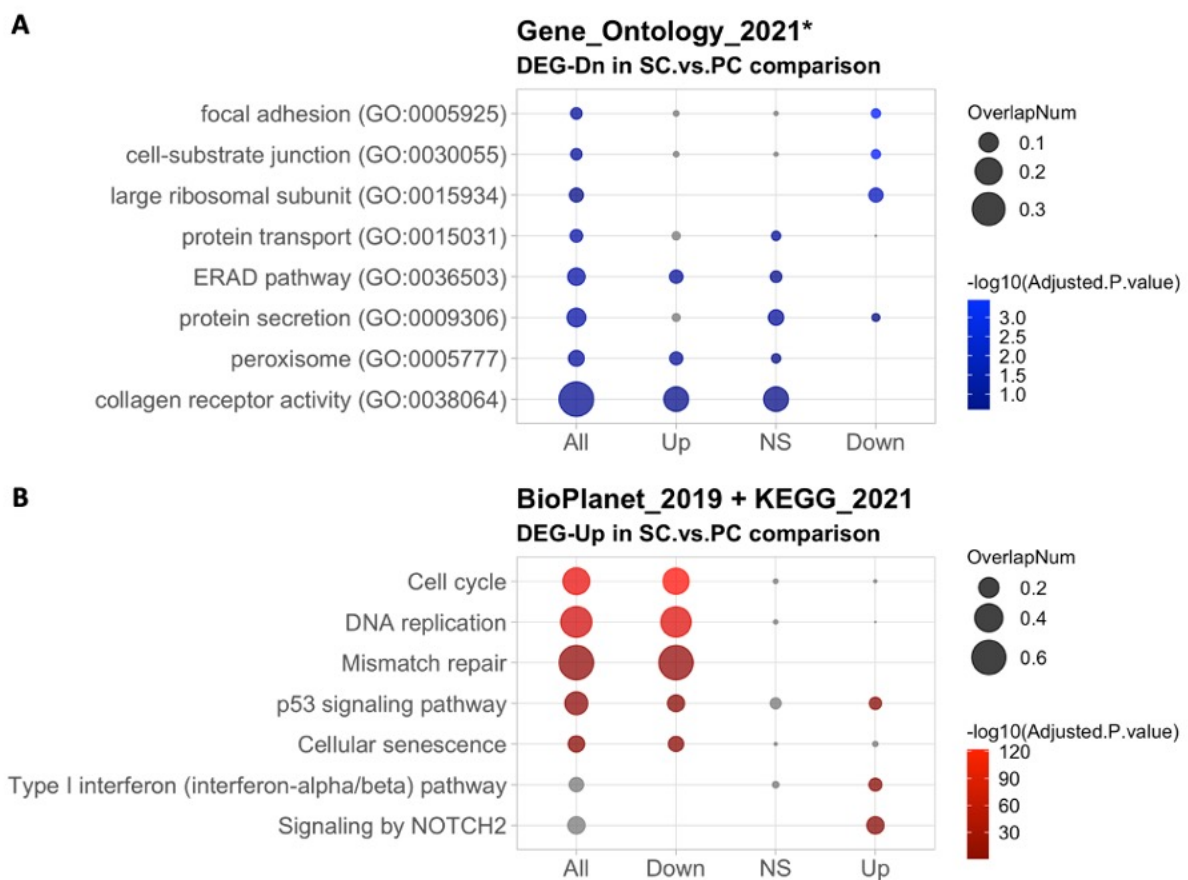 A
Gene_Ontology_2021*
DEG-Dn in SC.vs.PC comparison
focal adhesion (GO:0005925)
cell-substrate junction (GO:0030055)
large ribosomal subunit (GO:0015934)
protein transport (GO:0015031)
ERAD pathway (GO:0036503)
protein secretion (GO:0009306)
peroxisome (GO:0005777)
collagen receptor activity (GO:0038064)
All Up NS Down
OverlapNum
0.1
0.2
0.3
-log10(Adjusted.P.value)
3.0
2.5
2.0
1.5
1.0
B
BioPlanet_2019 + KEGG_2021
DEG-Up in SC.vs.PC comparison
Cell cycle
DNA replication
Mismatch repair
p53 signaling pathway
Cellular senescence
Type I interferon (interferon-alpha/beta) pathway
Signaling by NOTCH2
All Down NS Up
OverlapNum
0.2
0.4
0.6
-log10(Adjusted.P.value)
120
90
60
30